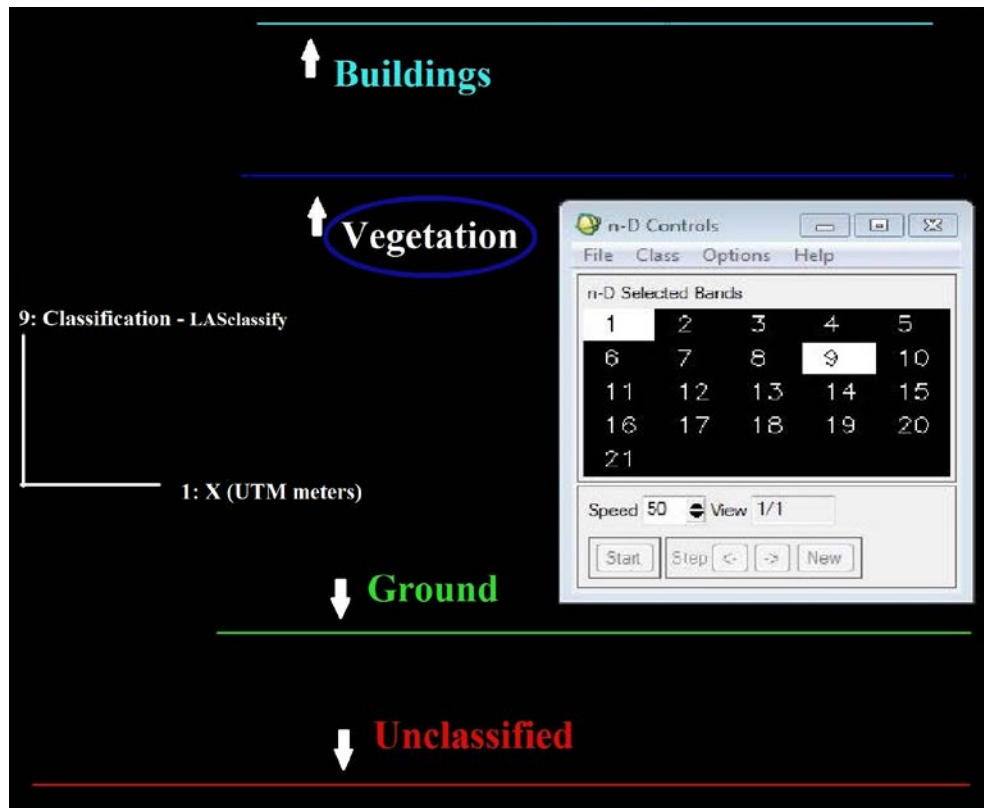 Buildings
Vegetation
n-D Controls
File Class Options Help
n-D Selected Bands
1 2 3 4 5
6 7 8 9 10
11 12 13 14 15
16 17 18 19 20
21
9: Classification - LASclassify
1: X (UTM meters)
Speed 50 View 1/1
Start Step <- -> New
Ground
Unclassified